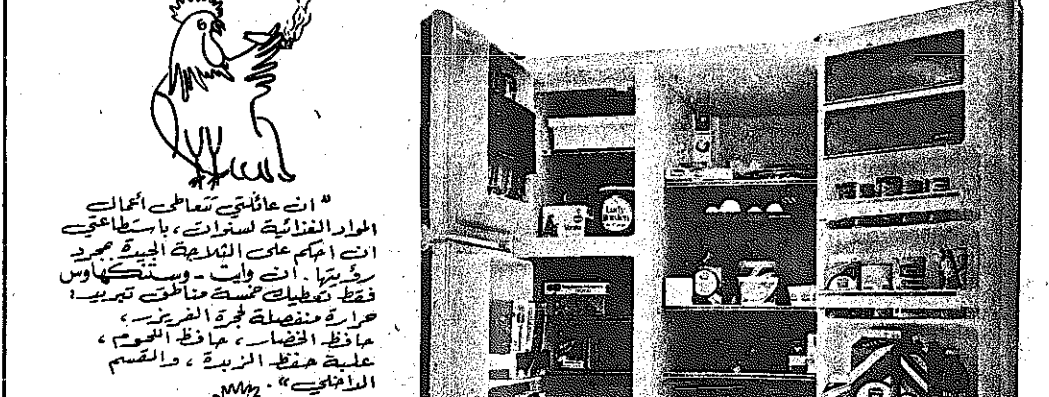 " ان عائلتي تتعاطى أعمال
المواد الغذائية لسنوات ، باستطاعتي
ان احكم على الثلاجة الجيدة بمجرد
رؤيتها . ان وايت - وستنكهاوس
فقط تعطيك خمسة مناطق تبريد :
حرارة منفصلة لحجرة الفريزر ،
حافظ الخضار ، حافظ اللحوم ،
علبة حفظ الزبدة ، والقسم
الداخلي " .